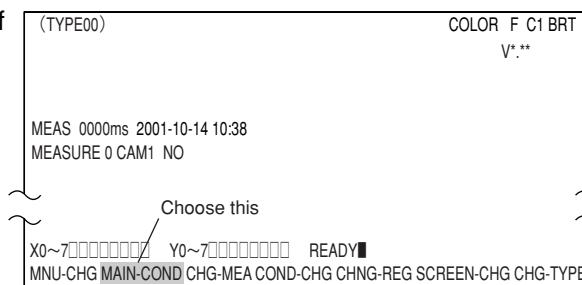 f
(TYPE00) COLOR F C1 BRT
V*.**
MEAS 0000ms 2001-10-14 10:38
MEASURE 0 CAM1 NO
Choose this
X0~7□□□□□□□□ Y0~7□□□□□□□□ READY■
MNU-CHG MAIN-COND CHG-MEA COND-CHG CHNG-REG SCREEN-CHG CHG-TYPE